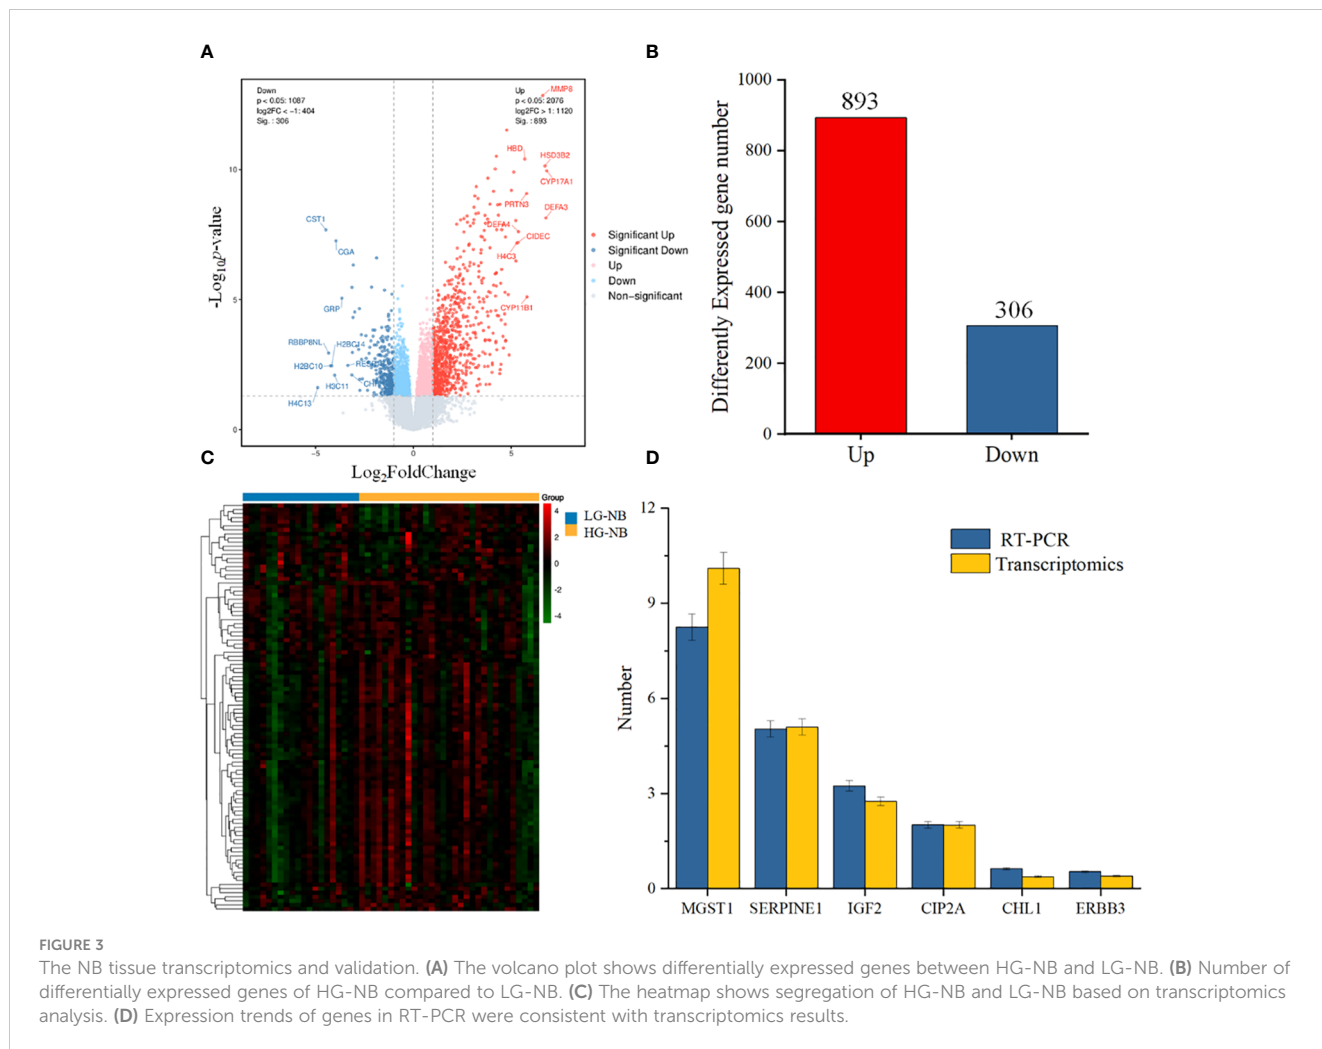 A
Down
p < 0.05: 1087
log2FC < -1: 404
Sig. : 306
Up
p < 0.05: 2076
log2FC > 1: 1120
Sig. : 893
MMP8
HBD
HSD3B2
CYP17A1
PRTN3
DEFA3
DEFA4
CIDEC
H4C3
CYP11B1
CST1
CGA
GRP
RBBP8NL
H2BC14
H2BC10
H3C11
H4C13
10
5
0
-5
0
5
-Log10p-value
Log2FoldChange
Significant Up
Significant Down
Up
Down
Non-significant
B
Differently Expressed gene number
1000
800
600
400
200
0
893
306
Up
Down
C
Group
LG-NB
HG-NB
4
2
0
-2
-4
D
Number
12
9
6
3
0
RT-PCR
Transcriptomics
MGST1
SERPINE1
IGF2
CIP2A
CHL1
ERBB3
FIGURE 3
The NB tissue transcriptomics and validation. (A) The volcano plot shows differentially expressed genes between HG-NB and LG-NB. (B) Number of
differentially expressed genes of HG-NB compared to LG-NB. (C) The heatmap shows segregation of HG-NB and LG-NB based on transcriptomics
analysis. (D) Expression trends of genes in RT-PCR were consistent with transcriptomics results.